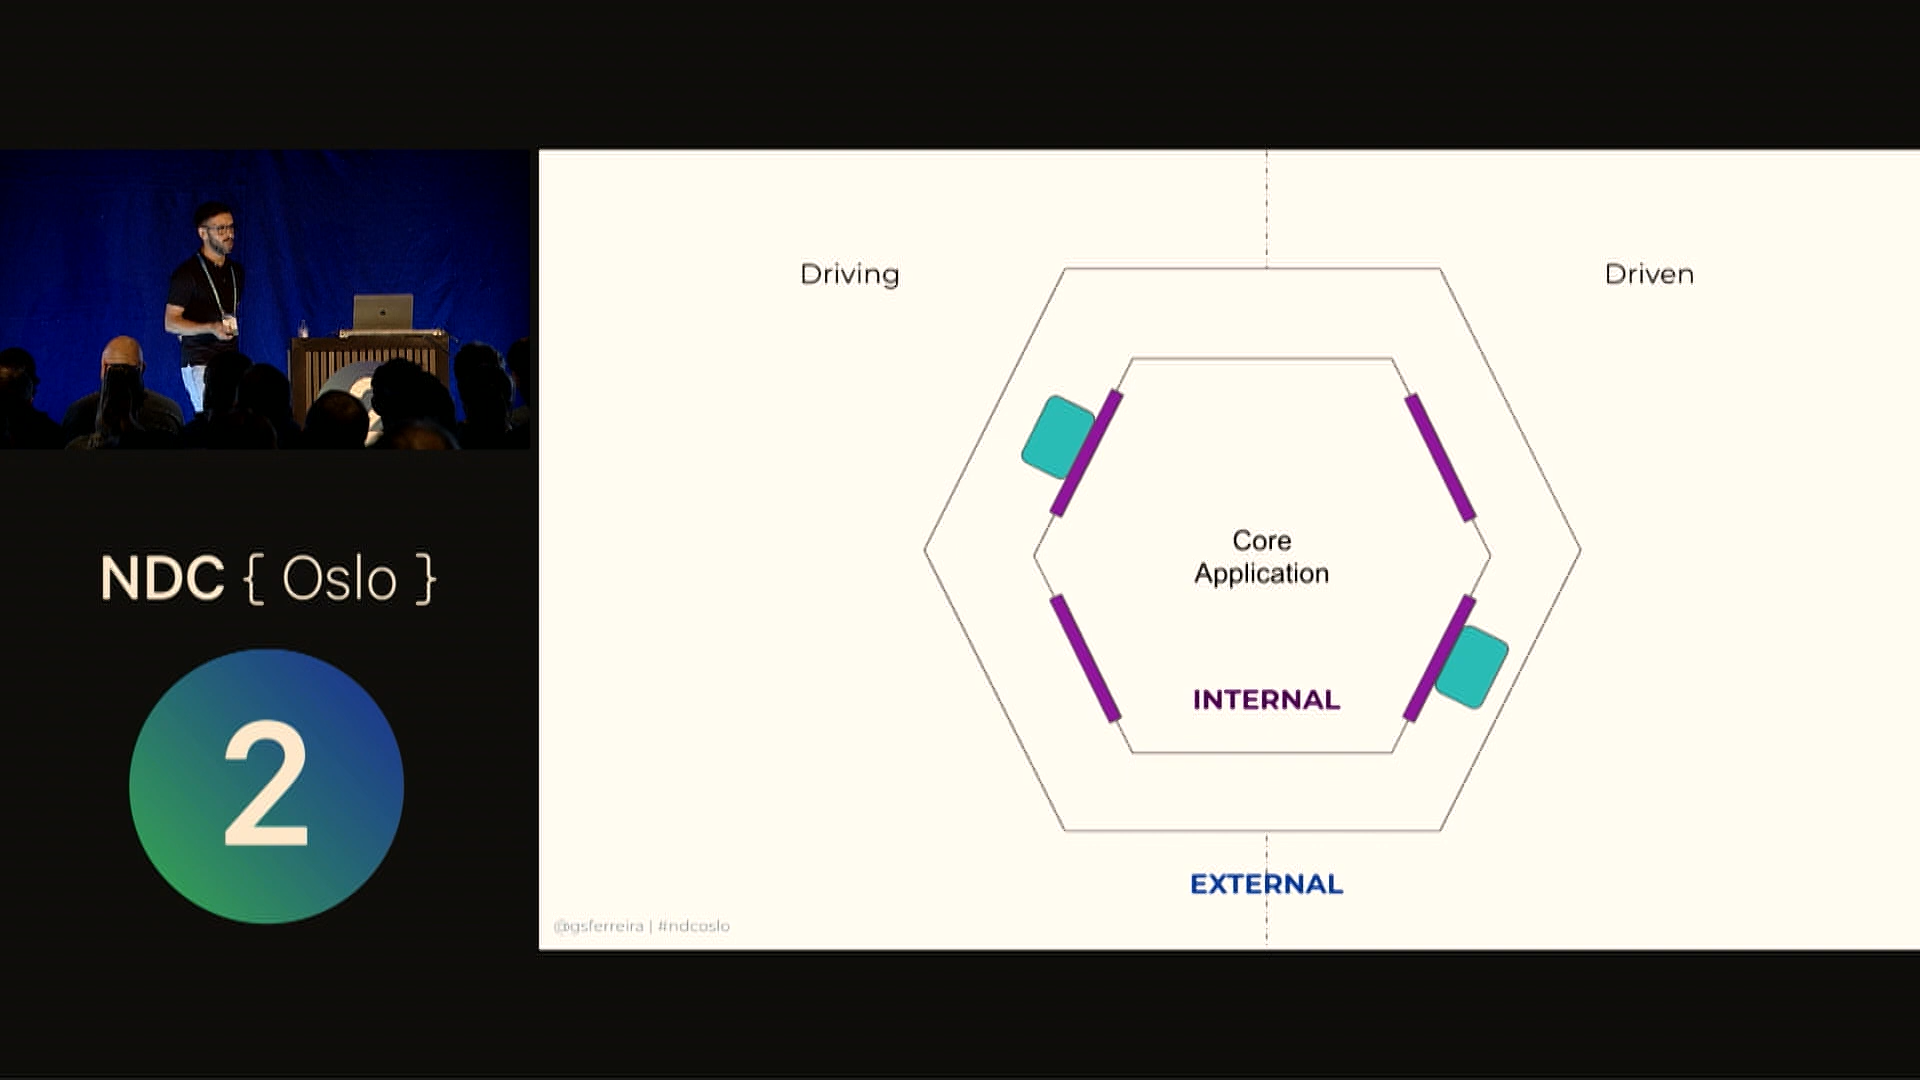 NDC { Oslo }
2
Driving
Driven
Core
Application
INTERNAL
EXTERNAL
@gsferreira | #ndcoslo